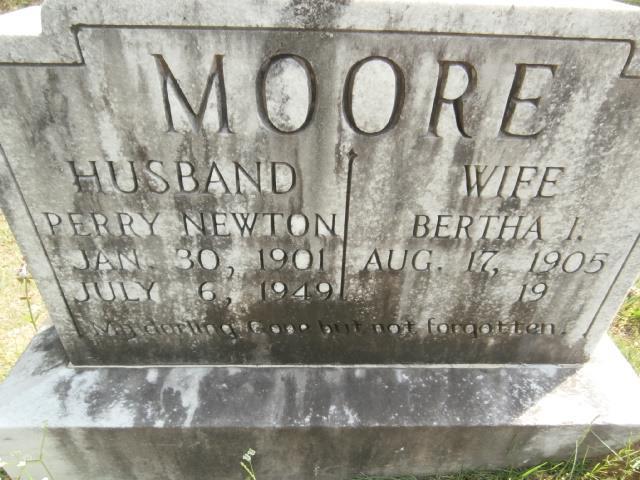 MOORE
HUSBAND
PERRY NEWTON
JAN. 30, 1901
JULY 6, 1949
WIFE
BERTHA I.
AUG. 17, 1905
19
My darling Gone but not forgotten.